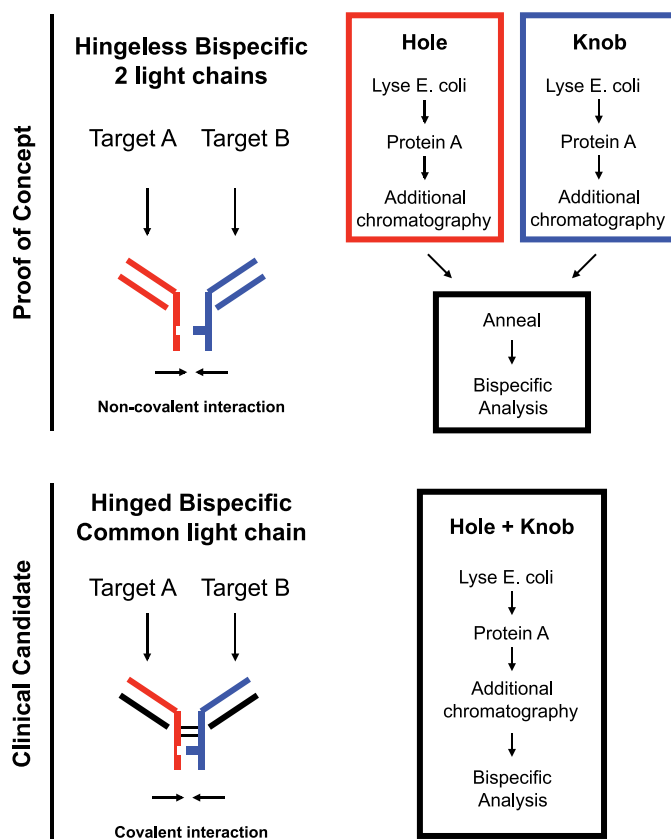 Proof of Concept
Hingeless Bispecific
2 light chains
Target A
Target B
Non-covalent interaction
Hole
Lyse E. coli
Protein A
Additional
chromatography
Knob
Lyse E. coli
Protein A
Additional
chromatography
Anneal
Bispecific
Analysis
Clinical Candidate
Hinged Bispecific
Common light chain
Target A
Target B
Covalent interaction
Hole + Knob
Lyse E. coli
Protein A
Additional
chromatography
Bispecific
Analysis